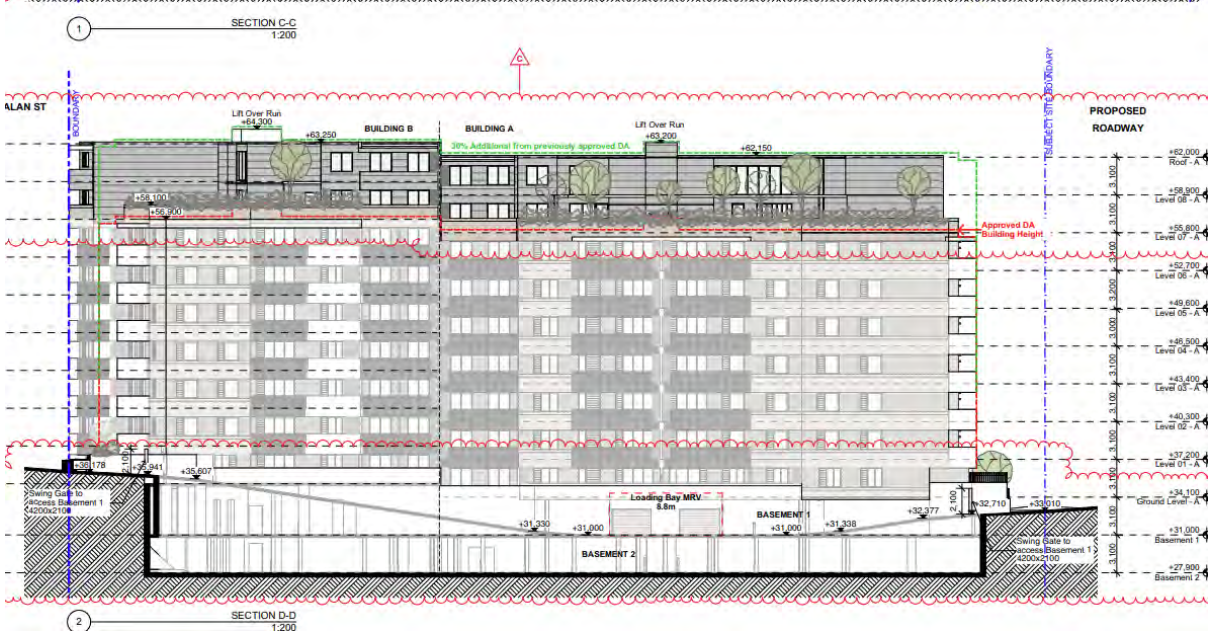 1
SECTION C-C
1:200
C
ALAN ST
BOUNDARY
SUBJECT SITE BOUNDARY
PROPOSED
ROADWAY
Lift Over Run
+64,300
+63,250
BUILDING B
BUILDING A
Lift Over Run
+63,200
+62,150
30% Additional from previously approved DA
+58,100
+56,900
Approved DA
Building Height
+62,000
Roof - A
3,100
+58,900
Level 08 - A
3,100
+55,800
Level 07 - A
3,400
+52,700
Level 06 - A
3,200
+49,600
Level 05 - A
3,000
+46,500
Level 04 - A
3,100
+43,400
Level 03 - A
3,100
+40,300
Level 02 - A
3,100
+37,200
Level 01 - A
3,100
+34,100
Ground Level - A
3,100
+31,000
Basement 1
3,100
+27,900
Basement 2
+36,178
2,100
+35,941
+35,607
Swing Gate to
access Basement 1
4200x2100
Loading Bay MRV
8.8m
+31,330
+31,000
BASEMENT 1
+31,000
+31,338
+32,377
2,100
+32,710
+33,010
BASEMENT 2
Swing Gate to
access Basement 1
4200x2100
2
SECTION D-D
1:200